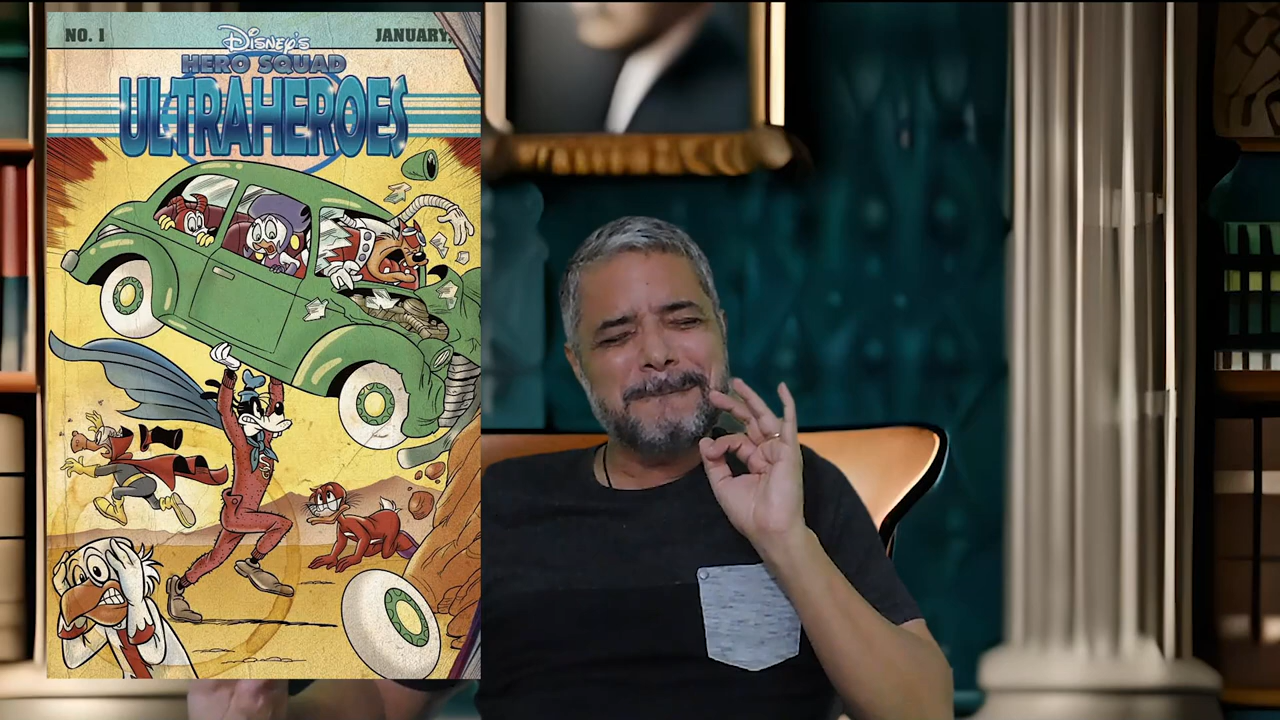 NO. 1
JANUARY,
DISNEY'S
HERO SQUAD
ULTRAHEROES